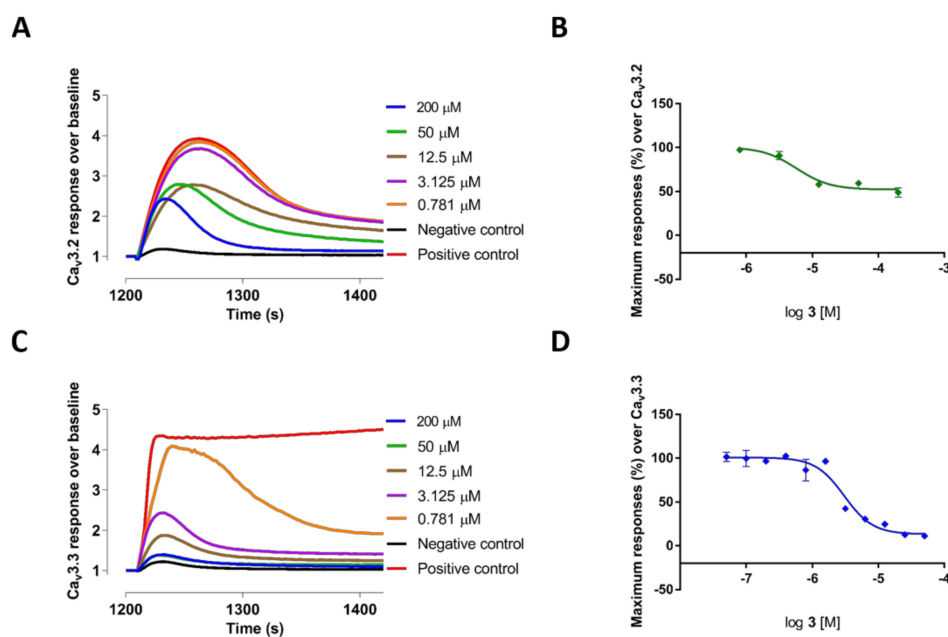 A
Caᵥ3.2 response over baseline
5
4
3
2
1
1200
1300
1400
Time (s)
200 μM
50 μM
12.5 μM
3.125 μM
0.781 μM
Negative control
Positive control
B
Maximum responses (%) over Caᵥ3.2
150
100
50
0
-50
-6
-5
-4
-3
log 3 [M]
C
Caᵥ3.3 response over baseline
5
4
3
2
1
1200
1300
1400
Time (s)
200 μM
50 μM
12.5 μM
3.125 μM
0.781 μM
Negative control
Positive control
D
Maximum responses (%) over Caᵥ3.3
150
100
50
0
-50
-7
-6
-5
-4
log 3 [M]